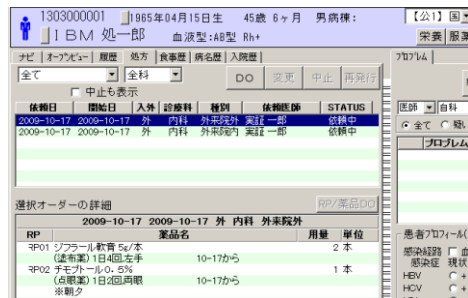 1303000001 1965年04月15日生 45歳 6ヶ月 男病棟: 【公1】国
IBM 処一郎 血液型:AB型 Rh+ 栄養 服薬
ナビ オーダビュー 履歴 処方 食事歴 病名歴 入院歴 プロブレム
全て 全科 DO 変更 中止 再発行
中止も表示
医師 自科
依頼日 開始日 入外 診療科 種別 依頼医師 STATUS
全て 疑い
2009-10-17 2009-10-17 外 内科 外来院外 実証 一郎 依頼中
2009-10-17 2009-10-17 外 内科 外来院内 実証 一郎 依頼中
プロブレム
選択オーダーの詳細 RP/薬品DO
2009-10-17 2009-10-17 外 内科 外来院外
RP 薬品名 用量 単位
患者プロフィール(
RP01 ジフラール軟膏 5g/本 2 本
感染経路 血
(塗布薬) 1日4回左手 10-17から
感染症 現状
RP02 チモプトール0.5% 1 本
HBV +
(点眼薬) 1日2回両眼 10-17から
HCV +
※朝夕